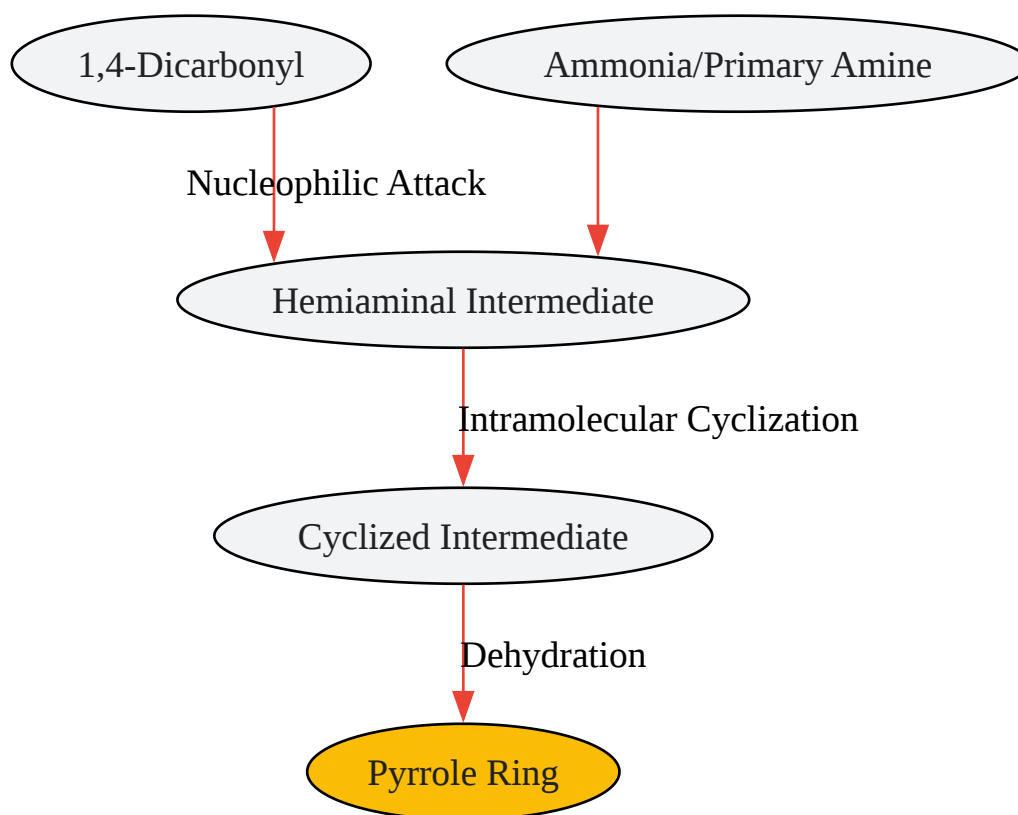 1,4-Dicarbonyl
Ammonia/Primary Amine
Nucleophilic Attack
Hemiaminal Intermediate
Intramolecular Cyclization
Cyclized Intermediate
Dehydration
Pyrrole Ring